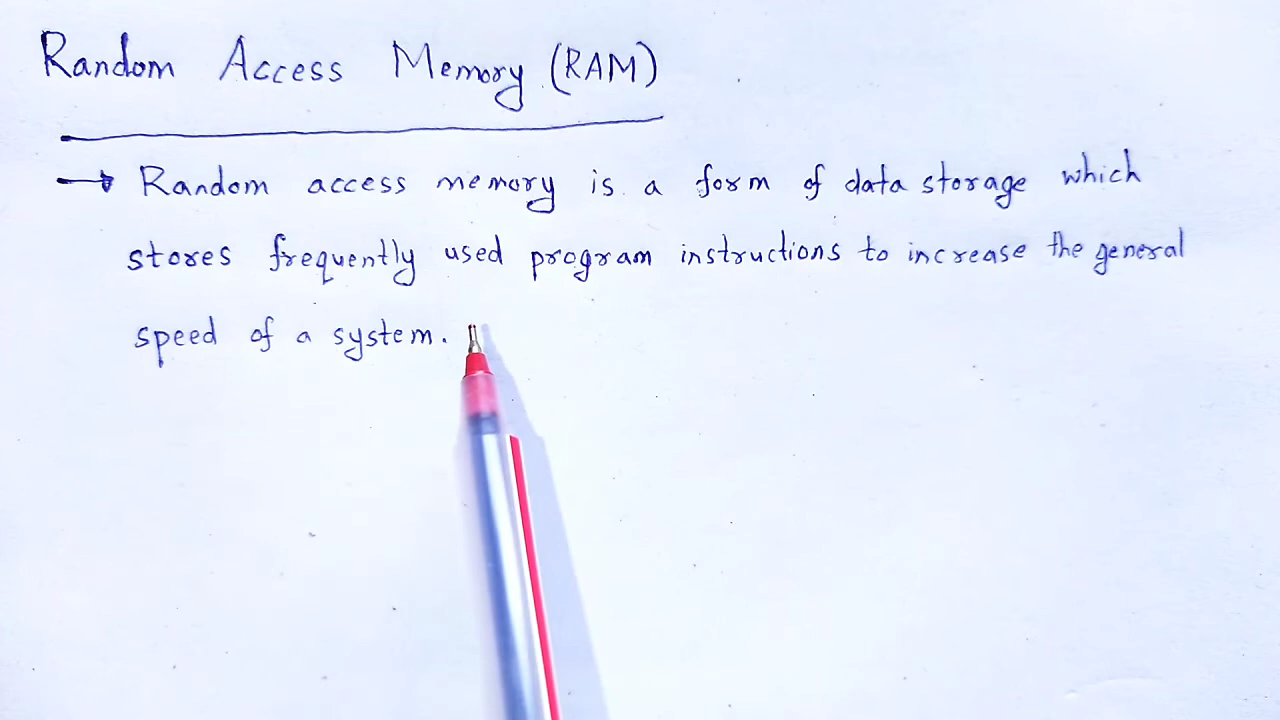 Random Access Memory (RAM)
→ Random access memory is a form of data storage which
stores frequently used program instructions to increase the general
speed of a system.